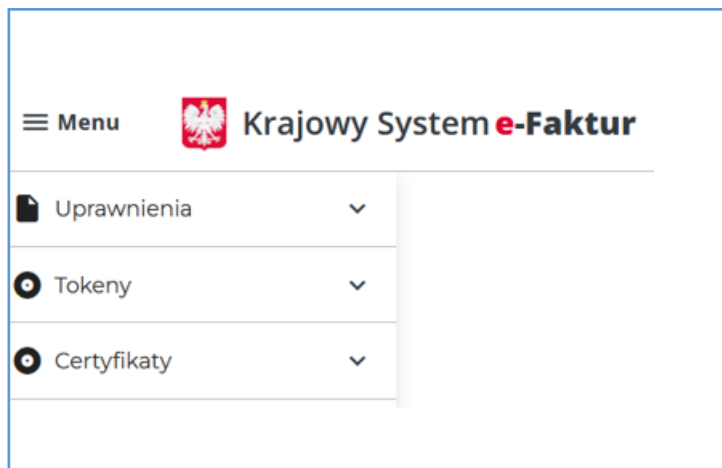 Menu
Krajowy System e-Faktur
Uprawnienia
Tokeny
Certyfikaty